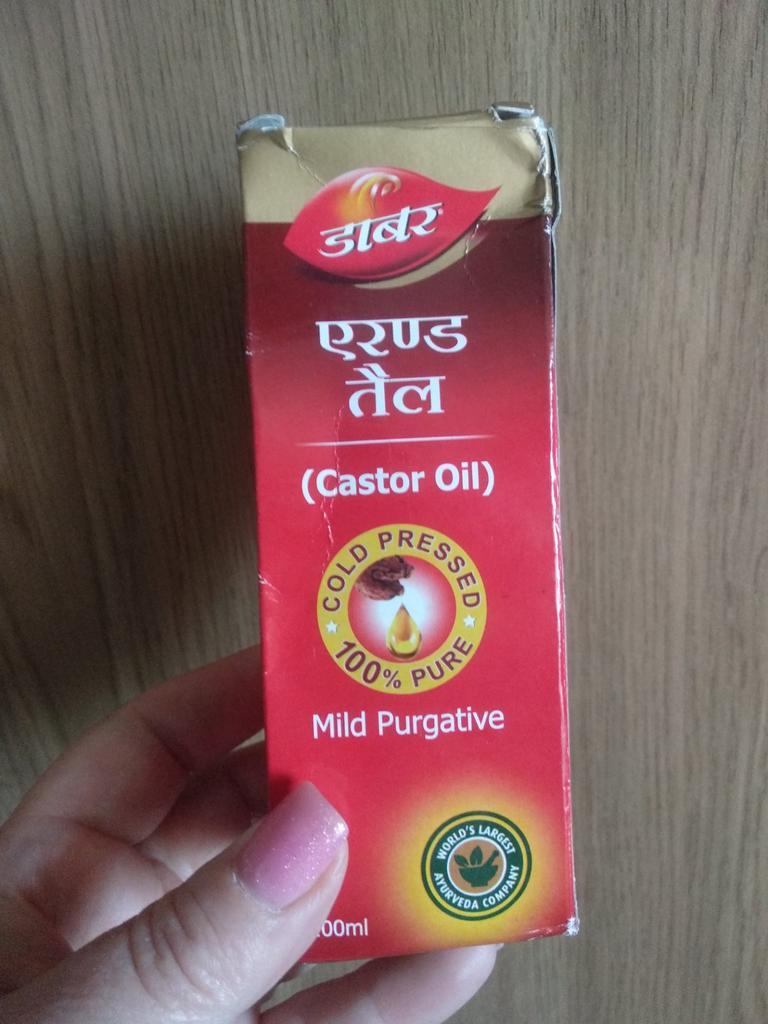 डाबर
एरण्ड
तैल
(Castor Oil)
COLD PRESSED
100% PURE
Mild Purgative
WORLD'S LARGEST
AYURVEDA COMPANY